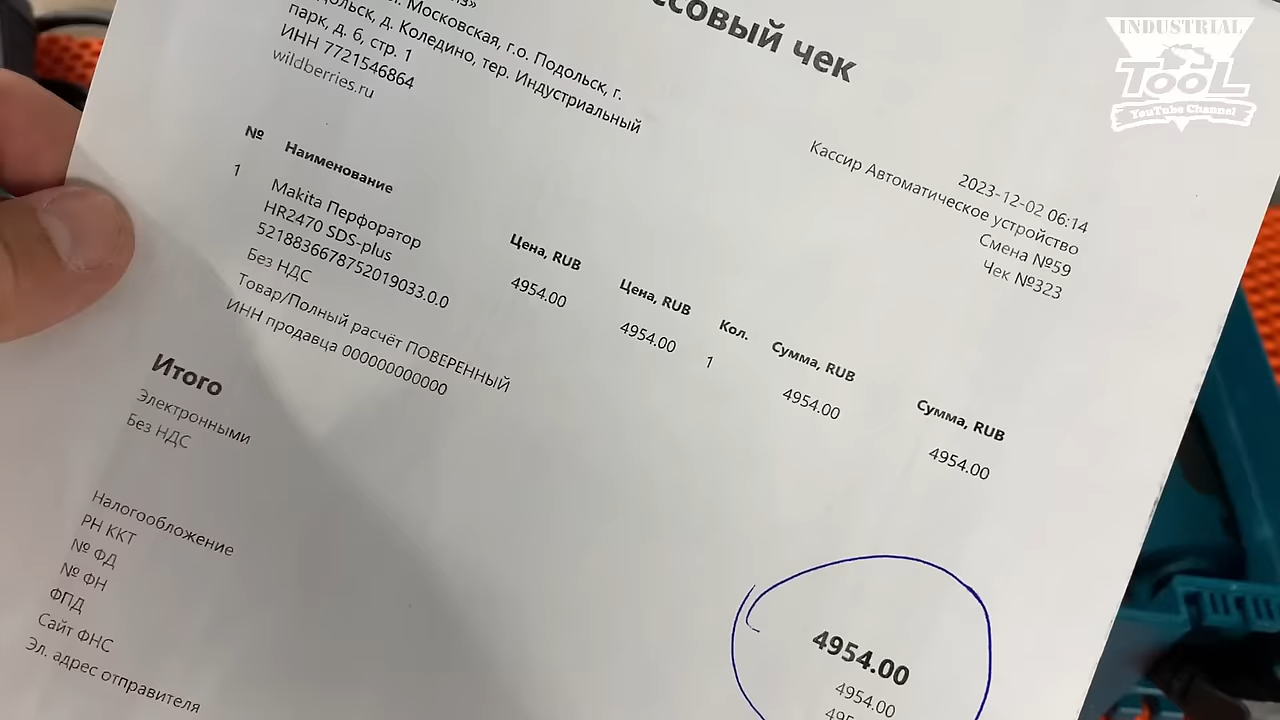 совый чек
л. Московская, г.о. Подольск, г.
дольск, д. Коледино, тер. Индустриальный
парк, д. 6, стр. 1
ИНН 7721546864
wildberries.ru
2023-12-02 06:14
Кассир Автоматическое устройство
Смена №59
Чек №323
№ Наименование Цена, RUB Цена, RUB Кол. Сумма, RUB Сумма, RUB
1 Makita Перфоратор 4954.00 4954.00 1 4954.00 4954.00
HR2470 SDS-plus
5218836678752019033.0.0
Без НДС
Товар/Полный расчёт ПОВЕРЕННЫЙ
ИНН продавца 000000000000
Итого 4954.00
Электронными 4954.00
Без НДС
Налогообложение
РН ККТ
№ ФД
№ ФН
ФПД
Сайт ФНС
Эл. адрес отправителя
INDUSTRIAL
TOOL
YouTube Channel